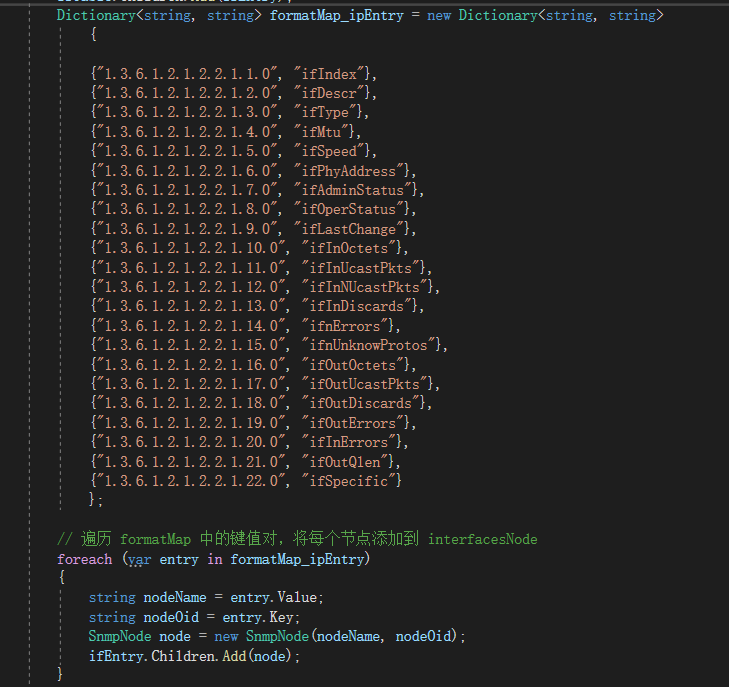 Dictionary<string, string> formatMap_ipEntry = new Dictionary<string, string>
{
{"1.3.6.1.2.1.2.2.1.1.0", "ifIndex"},
{"1.3.6.1.2.1.2.2.1.2.0", "ifDescr"},
{"1.3.6.1.2.1.2.2.1.3.0", "ifType"},
{"1.3.6.1.2.1.2.2.1.4.0", "ifMtu"},
{"1.3.6.1.2.1.2.2.1.5.0", "ifSpeed"},
{"1.3.6.1.2.1.2.2.1.6.0", "ifPhyAddress"},
{"1.3.6.1.2.1.2.2.1.7.0", "ifAdminStatus"},
{"1.3.6.1.2.1.2.2.1.8.0", "ifOperStatus"},
{"1.3.6.1.2.1.2.2.1.9.0", "ifLastChange"},
{"1.3.6.1.2.1.2.2.1.10.0", "ifInOctets"},
{"1.3.6.1.2.1.2.2.1.11.0", "ifInUcastPkts"},
{"1.3.6.1.2.1.2.2.1.12.0", "ifInNUcastPkts"},
{"1.3.6.1.2.1.2.2.1.13.0", "ifInDiscards"},
{"1.3.6.1.2.1.2.2.1.14.0", "ifnErrors"},
{"1.3.6.1.2.1.2.2.1.15.0", "ifnUnknowProtos"},
{"1.3.6.1.2.1.2.2.1.16.0", "ifOutOctets"},
{"1.3.6.1.2.1.2.2.1.17.0", "ifOutUcastPkts"},
{"1.3.6.1.2.1.2.2.1.18.0", "ifOutDiscards"},
{"1.3.6.1.2.1.2.2.1.19.0", "ifOutErrors"},
{"1.3.6.1.2.1.2.2.1.20.0", "ifInErrors"},
{"1.3.6.1.2.1.2.2.1.21.0", "ifOutQlen"},
{"1.3.6.1.2.1.2.2.1.22.0", "ifSpecific"}
};
// 遍历 formatMap 中的键值对，将每个节点添加到 interfacesNode
foreach (var entry in formatMap_ipEntry)
{
string nodeName = entry.Value;
string nodeOid = entry.Key;
SnmpNode node = new SnmpNode(nodeName, nodeOid);
ifEntry.Children.Add(node);
}